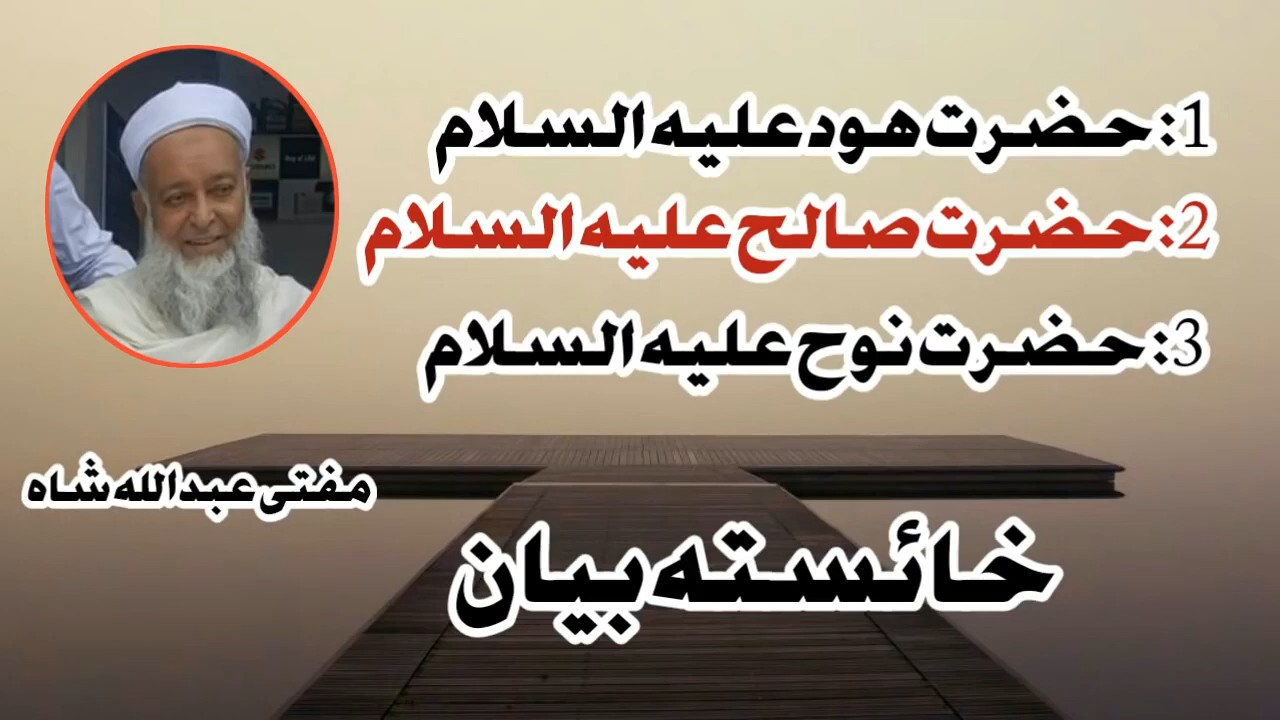 1: حضرت هود علیه السلام
2: حضرت صالح علیه السلام
3: حضرت نوح علیه السلام
مفتی عبدالله شاه
خائسته بیان